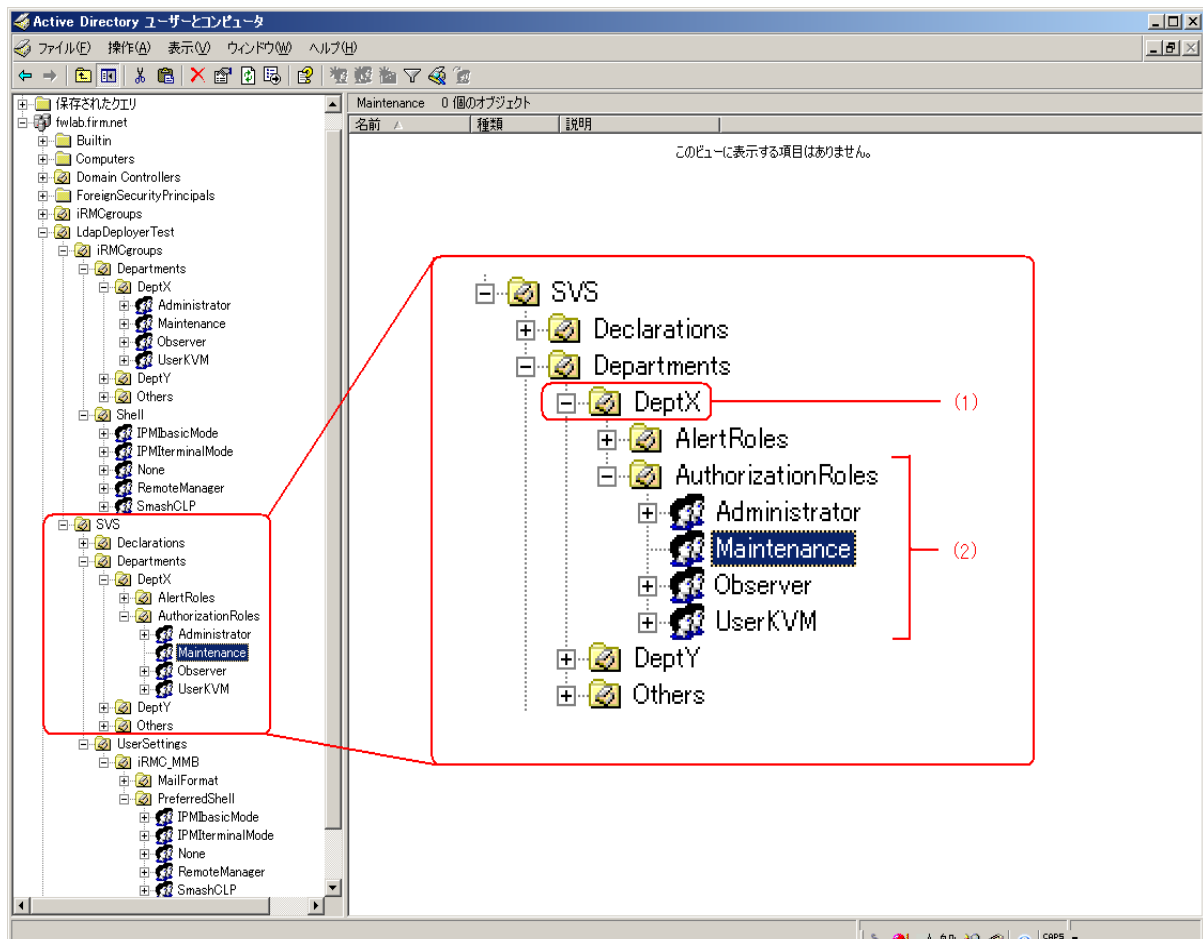 Active Directory ユーザーとコンピュータ
ファイル(F) 操作(A) 表示(V) ウィンドウ(W) ヘルプ(H)
保存されたクエリ
fwlab.firm.net
Builtin
Computers
Domain Controllers
ForeignSecurityPrincipals
iRMCgroups
LdapDeployerTest
iRMCgroups
Departments
DeptX
Administrator
Maintenance
Observer
UserKVM
DeptY
Others
Shell
IPMIbasicMode
IPMIterminalMode
None
RemoteManager
SmashCLP
SVS
Declarations
Departments
DeptX
AlertRoles
AuthorizationRoles
Administrator
Maintenance
Observer
UserKVM
DeptY
Others
UserSettings
iRMC_MMB
MailFormat
PreferredShell
IPMIbasicMode
IPMIterminalMode
None
RemoteManager
SmashCLP
Maintenance 0 個のオブジェクト
名前 種類 説明
このビューに表示する項目はありません。
SVS
Declarations
Departments
DeptX (1)
AlertRoles
AuthorizationRoles
Administrator
Maintenance (2)
Observer
UserKVM
DeptY
Others
CAPS